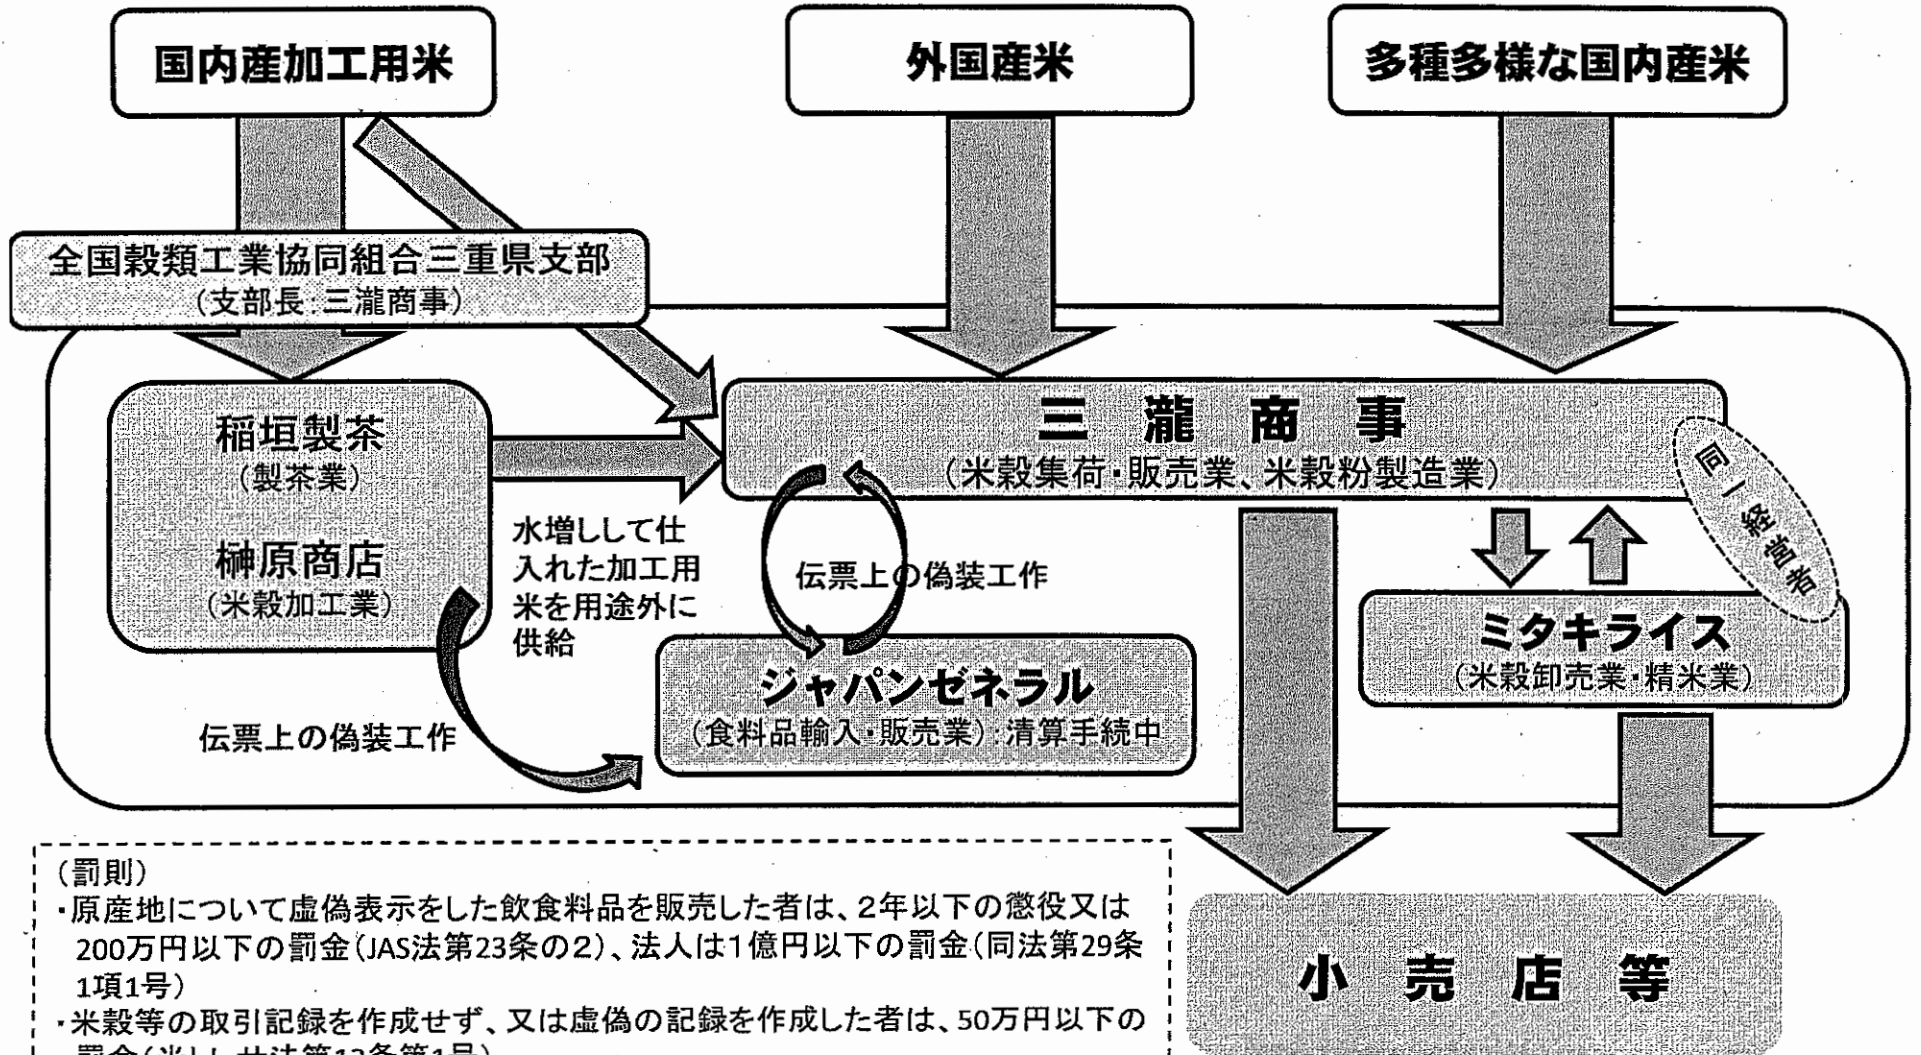 国内産加工用米
外国産米
多種多様な国内産米
全国穀類工業協同組合三重県支部
(支部長:三瀧商事)
稲垣製茶
(製茶業)
榊原商店
(米穀加工業)
三瀧商事
(米穀集荷・販売業、米穀粉製造業)
同一経営者
水増しして仕
入れた加工用
米を用途外に
供給
伝票上の偽装工作
ミタキライス
(米穀卸売業・精米業)
ジャパンゼネラル
(食料品輸入・販売業):清算手続中
伝票上の偽装工作
(罰則)
・原産地について虚偽表示をした飲食料品を販売した者は、2年以下の懲役又は
200万円以下の罰金(JAS法第23条の2)、法人は1億円以下の罰金(同法第29条
1項1号)
・米穀等の取引記録を作成せず、又は虚偽の記録を作成した者は、50万円以下の
小売店等